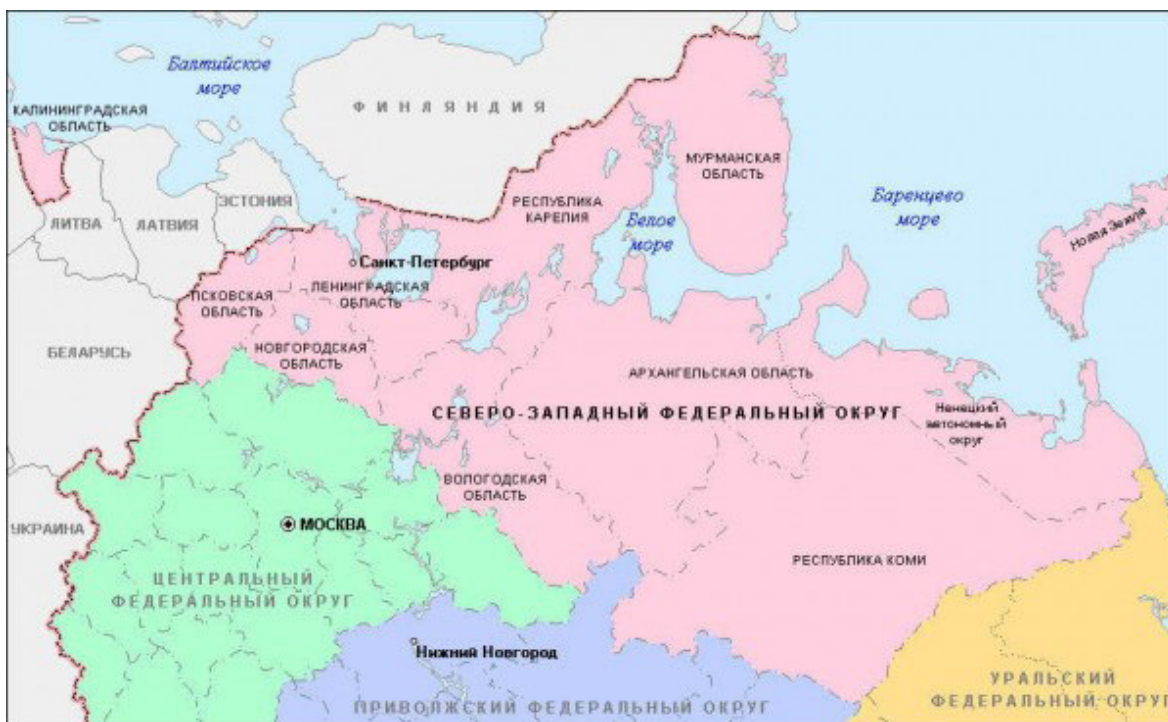 Балтийское
море
КАЛИНИНГРАДСКАЯ
ОБЛАСТЬ
ФИНЛЯНДИЯ
МУРМАНСКАЯ
ОБЛАСТЬ
ЭСТОНИЯ
ЛИТВА
ЛАТВИЯ
РЕСПУБЛИКА
КАРЕЛИЯ
Белое
море
Баренцево
море
Новая Земля
Санкт-Петербург
ПСКОВСКАЯ
ОБЛАСТЬ
ЛЕНИНГРАДСКАЯ
ОБЛАСТЬ
БЕЛАРУСЬ
НОВГОРОДСКАЯ
ОБЛАСТЬ
АРХАНГЕЛЬСКАЯ ОБЛАСТЬ
СЕВЕРО-ЗАПАДНЫЙ ФЕДЕРАЛЬНЫЙ ОКРУГ
Ненецкий
автономный
округ
ВОЛОГОДСКАЯ
ОБЛАСТЬ
УКРАИНА
МОСКВА
РЕСПУБЛИКА КОМИ
ЦЕНТРАЛЬНЫЙ
ФЕДЕРАЛЬНЫЙ ОКРУГ
Нижний Новгород
УРАЛЬСКИЙ
ФЕДЕРАЛЬНЫЙ ОКРУГ
ПРИВОЛЖСКИЙ ФЕДЕРАЛЬНЫЙ ОКРУГ